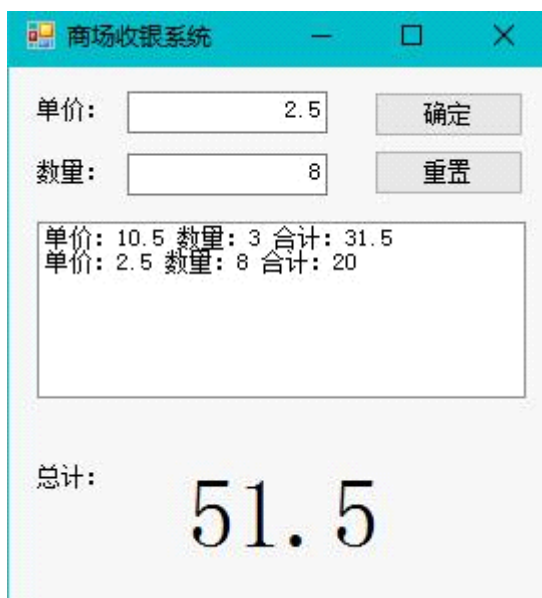 商场收银系统
单价： 2.5 确定
数量： 8 重置
单价：10.5 数量：3 合计：31.5
单价：2.5 数量：8 合计：20
总计： 51.5